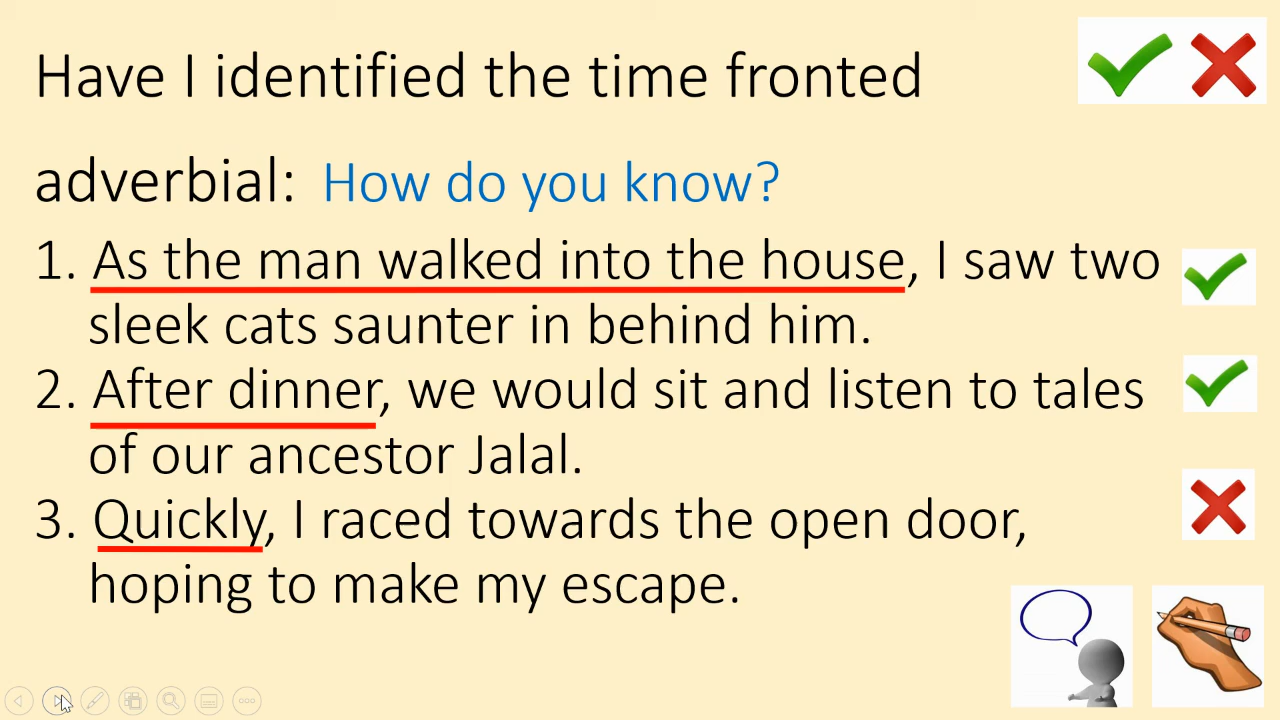 Have I identified the time fronted
adverbial: How do you know?
1. As the man walked into the house, I saw two
sleek cats saunter in behind him.
2. After dinner, we would sit and listen to tales
of our ancestor Jalal.
3. Quickly, I raced towards the open door,
hoping to make my escape.